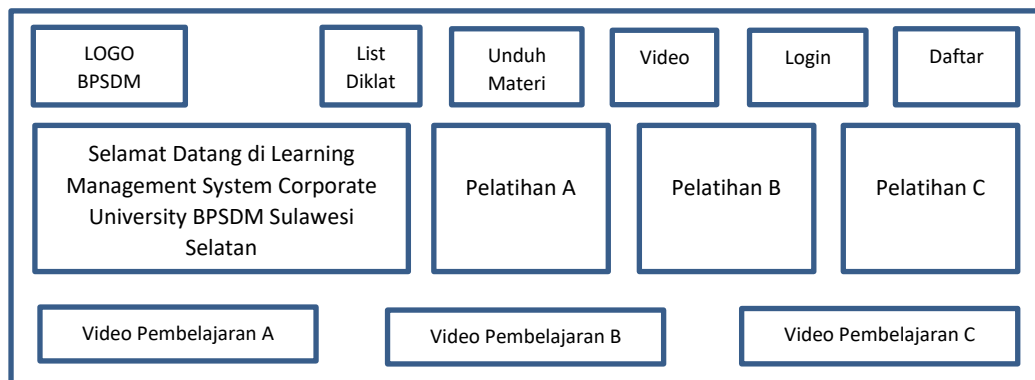 LOGO
BPSDM
List
Diklat
Unduh
Materi
Video
Login
Daftar
Selamat Datang di Learning
Management System Corporate
University BPSDM Sulawesi
Selatan
Pelatihan A
Pelatihan B
Pelatihan C
Video Pembelajaran A
Video Pembelajaran B
Video Pembelajaran C